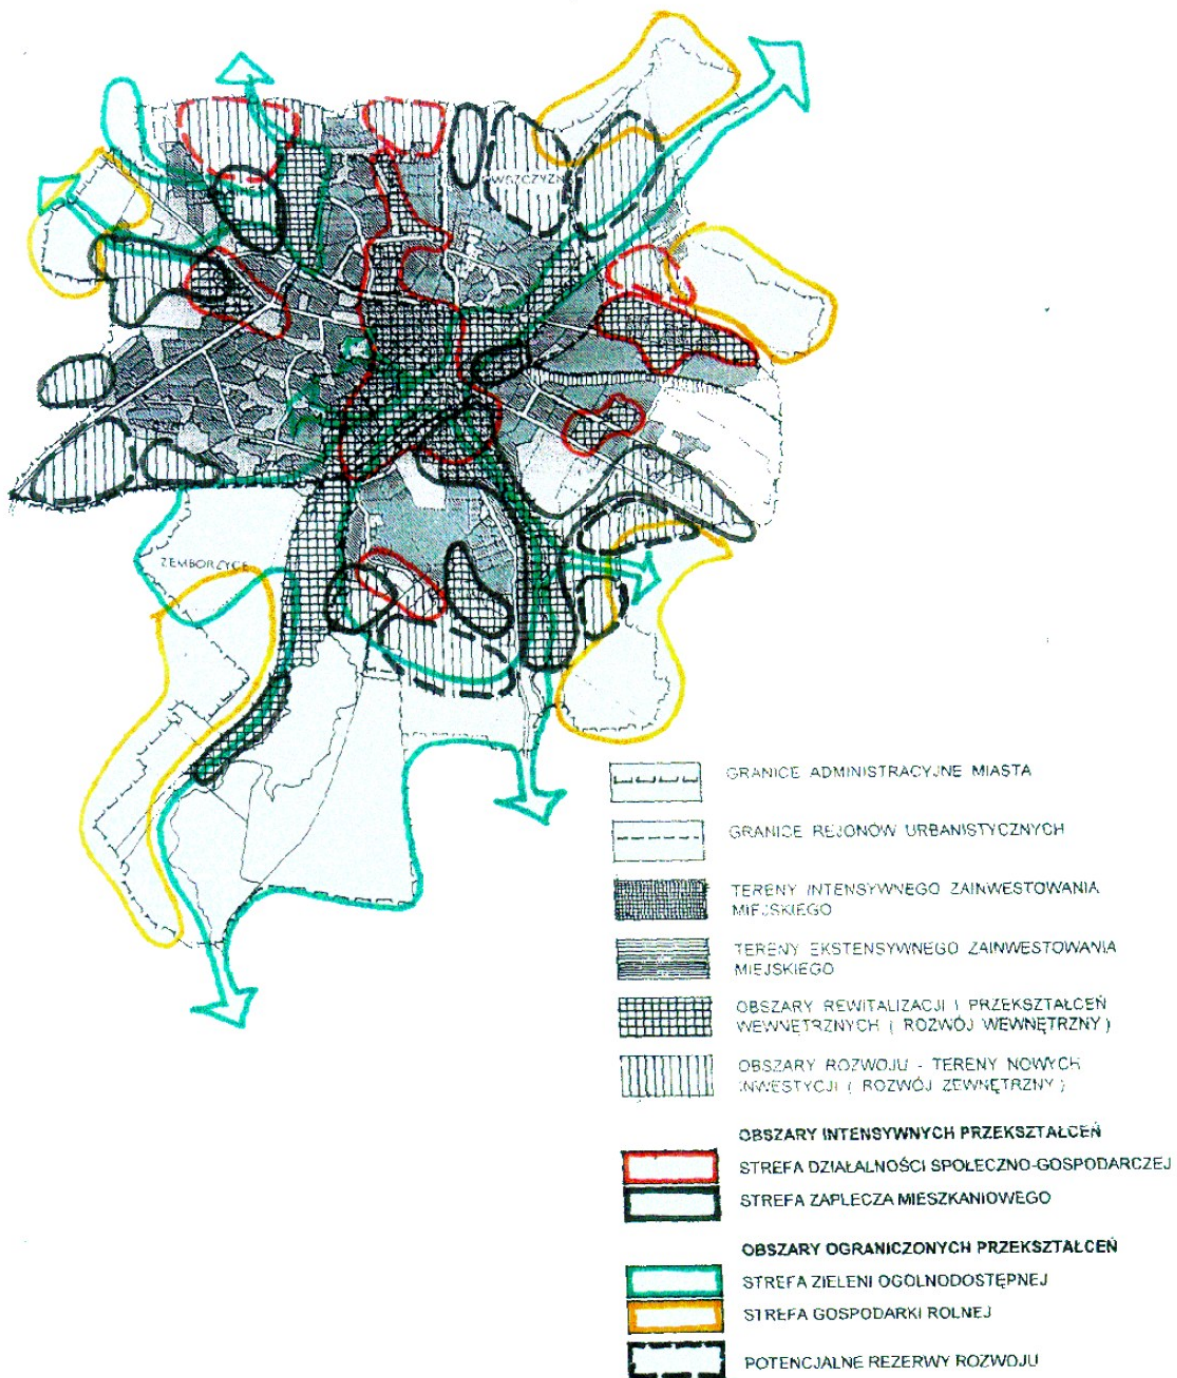 ZEMBORZYCE
GRANICE ADMINISTRACYJNE MIASTA
GRANICE REJONÓW URBANISTYCZNYCH
TERENY INTENSYWNEGO ZAINWESTOWANIA
MIEJSKIEGO
TERENY EKSTENSYWNEGO ZAINWESTOWANIA
MIEJSKIEGO
OBSZARY REWITALIZACJI I PRZEKSZTAŁCEŃ
WEWNĘTRZNYCH ( ROZWÓJ WEWNĘTRZNY )
OBSZARY ROZWOJU - TERENY NOWYCH
INWESTYCJI ( ROZWÓJ ZEWNĘTRZNY )
OBSZARY INTENSYWNYCH PRZEKSZTAŁCEŃ
STREFA DZIAŁALNOŚCI SPOŁECZNO-GOSPODARCZEJ
STREFA ZAPLECZA MIESZKANIOWEGO
OBSZARY OGRANICZONYCH PRZEKSZTAŁCEŃ
STREFA ZIELENI OGÓLNODOSTĘPNEJ
STREFA GOSPODARKI ROLNEJ
POTENCJALNE REZERWY ROZWOJU